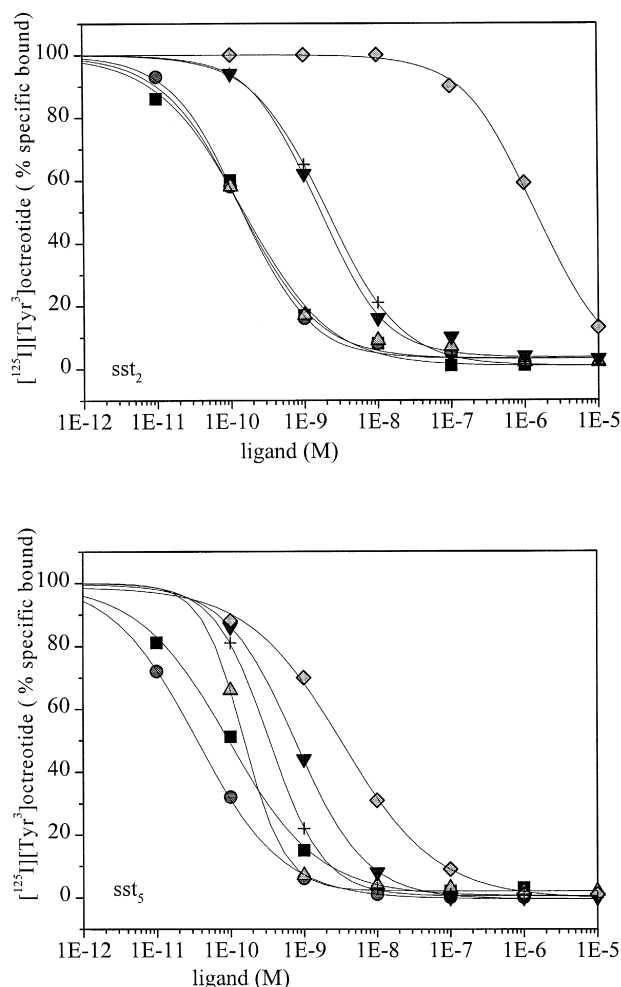 [¹²⁵I][Tyr³]octreotide ( % specific bound)
100
80
60
40
20
0
sst₂
1E-12 1E-11 1E-10 1E-9 1E-8 1E-7 1E-6 1E-5
ligand (M)
[¹²⁵I][Tyr³]octreotide ( % specific bound)
100
80
60
40
20
0
sst₅
1E-12 1E-11 1E-10 1E-9 1E-8 1E-7 1E-6 1E-5
ligand (M)